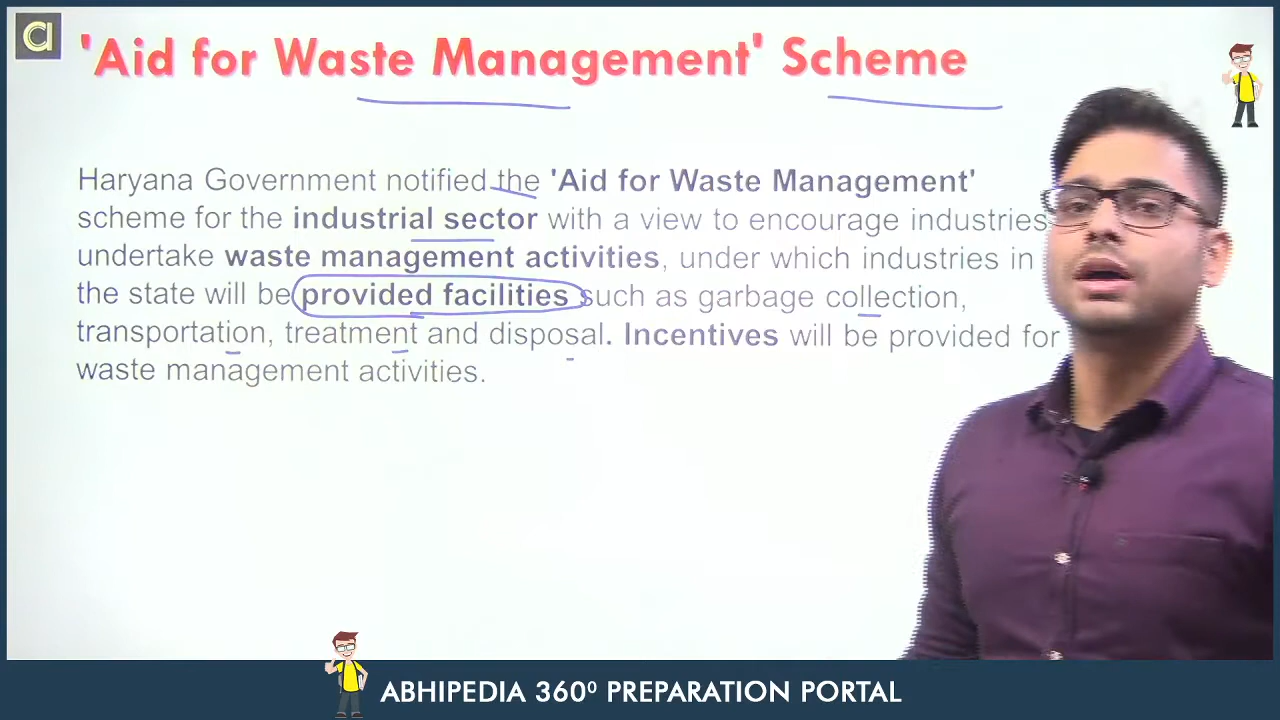 CA
'Aid for Waste Management' Scheme
Haryana Government notified the 'Aid for Waste Management'
scheme for the industrial sector with a view to encourage industries
undertake waste management activities, under which industries in
the state will be provided facilities such as garbage collection,
transportation, treatment and disposal. Incentives will be provided for
waste management activities.
ABHIPEDIA 360⁰ PREPARATION PORTAL